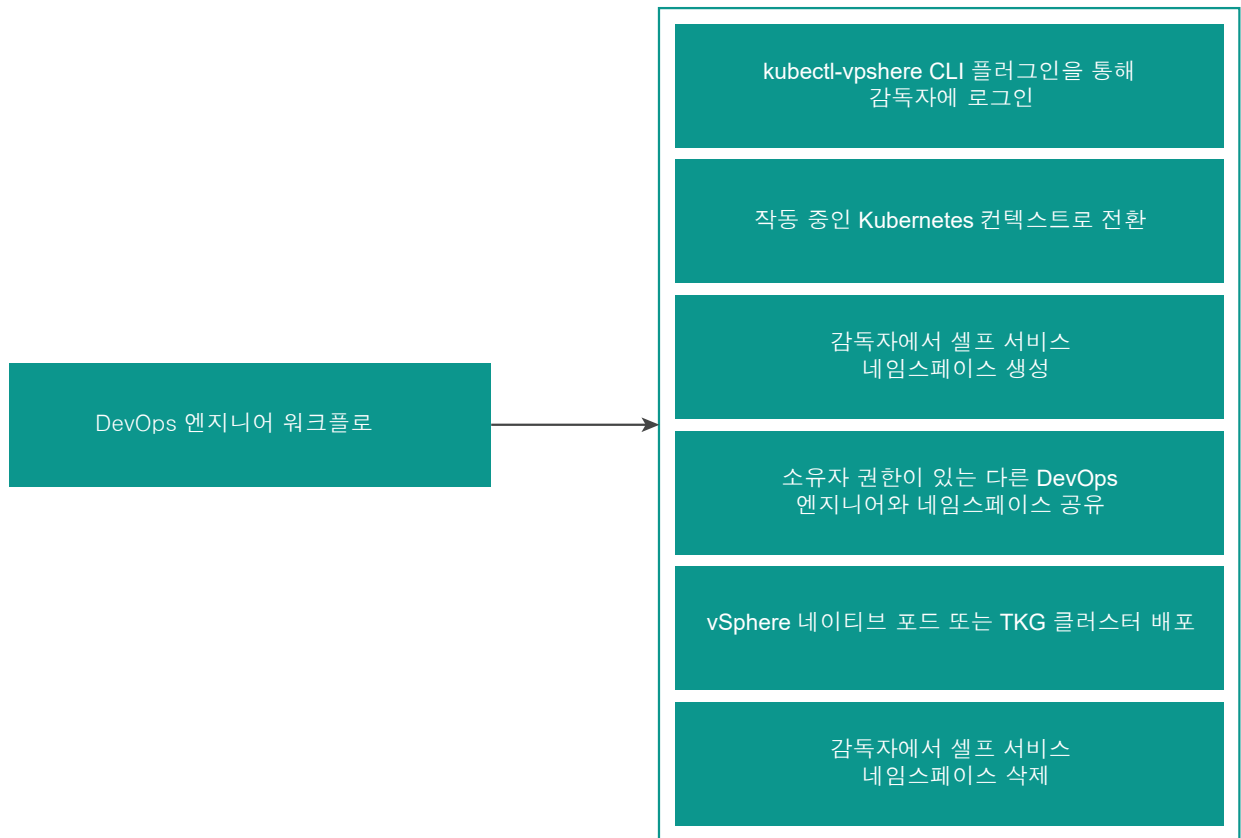 kubectl-vpshere CLI 플러그인을 통해
감독자에 로그인
작동 중인 Kubernetes 컨텍스트로 전환
감독자에서 셀프 서비스
네임스페이스 생성
DevOps 엔지니어 워크플로
소유자 권한이 있는 다른 DevOps
엔지니어와 네임스페이스 공유
vSphere 네이티브 포드 또는 TKG 클러스터 배포
감독자에서 셀프 서비스
네임스페이스 삭제